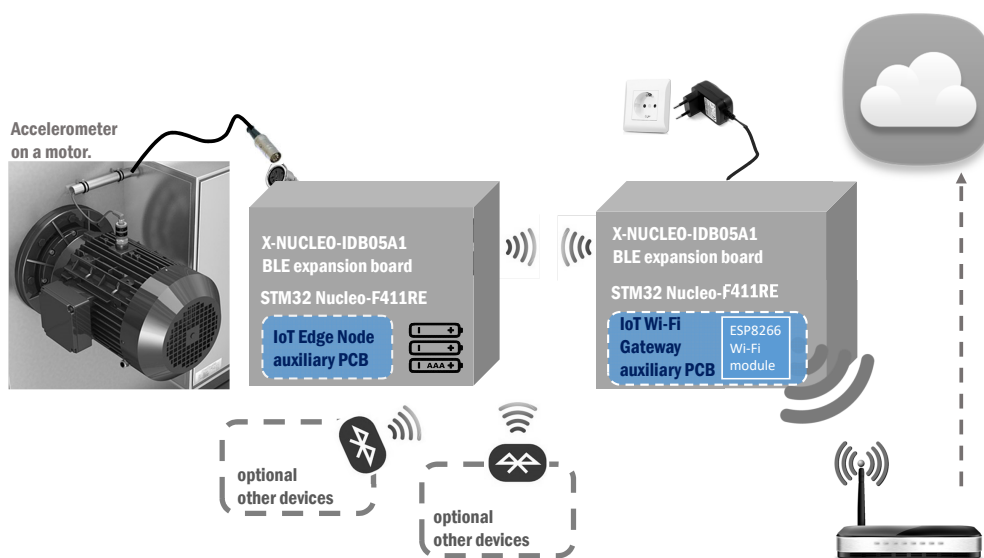 Accelerometer
on a motor.
X-NUCLEO-IDB05A1
BLE expansion board
STM32 Nucleo-F411RE
IoT Edge Node
auxiliary PCB
AAA
X-NUCLEO-IDB05A1
BLE expansion board
STM32 Nucleo-F411RE
IoT Wi-Fi
Gateway
auxiliary PCB
ESP8266
Wi-Fi
module
optional
other devices
optional
other devices